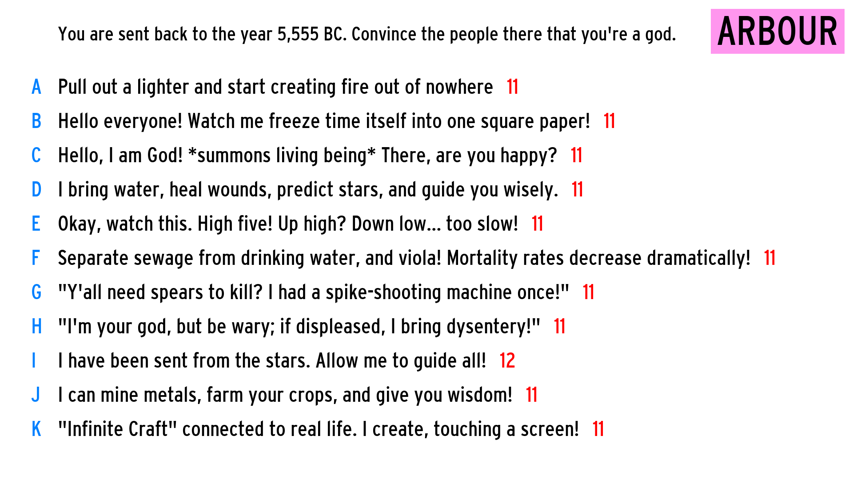 You are sent back to the year 5,555 BC. Convince the people there that you're a god.
ARBOUR
A Pull out a lighter and start creating fire out of nowhere 11
B Hello everyone! Watch me freeze time itself into one square paper! 11
C Hello, I am God! *summons living being* There, are you happy? 11
D I bring water, heal wounds, predict stars, and guide you wisely. 11
E Okay, watch this. High five! Up high? Down low... too slow! 11
F Separate sewage from drinking water, and viola! Mortality rates decrease dramatically! 11
G "Y'all need spears to kill? I had a spike-shooting machine once!" 11
H "I'm your god, but be wary; if displeased, I bring dysentery!" 11
I I have been sent from the stars. Allow me to guide all! 12
J I can mine metals, farm your crops, and give you wisdom! 11
K "Infinite Craft" connected to real life. I create, touching a screen! 11